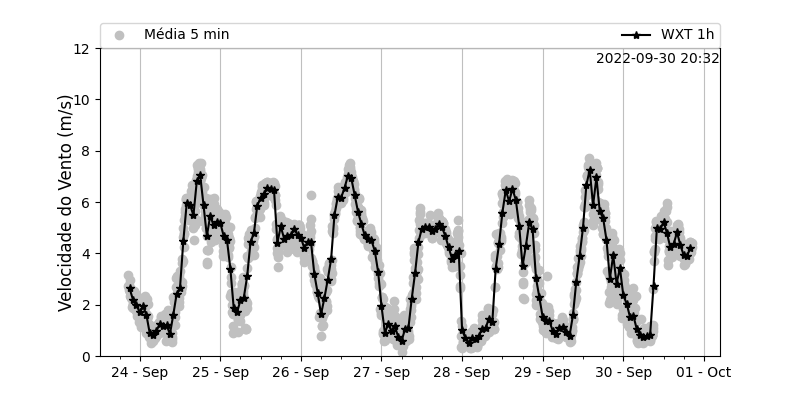 Média 5 min
WXT 1h
2022-09-30 20:32
Velocidade do Vento (m/s)
12
10
8
6
4
2
0
24 - Sep
25 - Sep
26 - Sep
27 - Sep
28 - Sep
29 - Sep
30 - Sep
01 - Oct